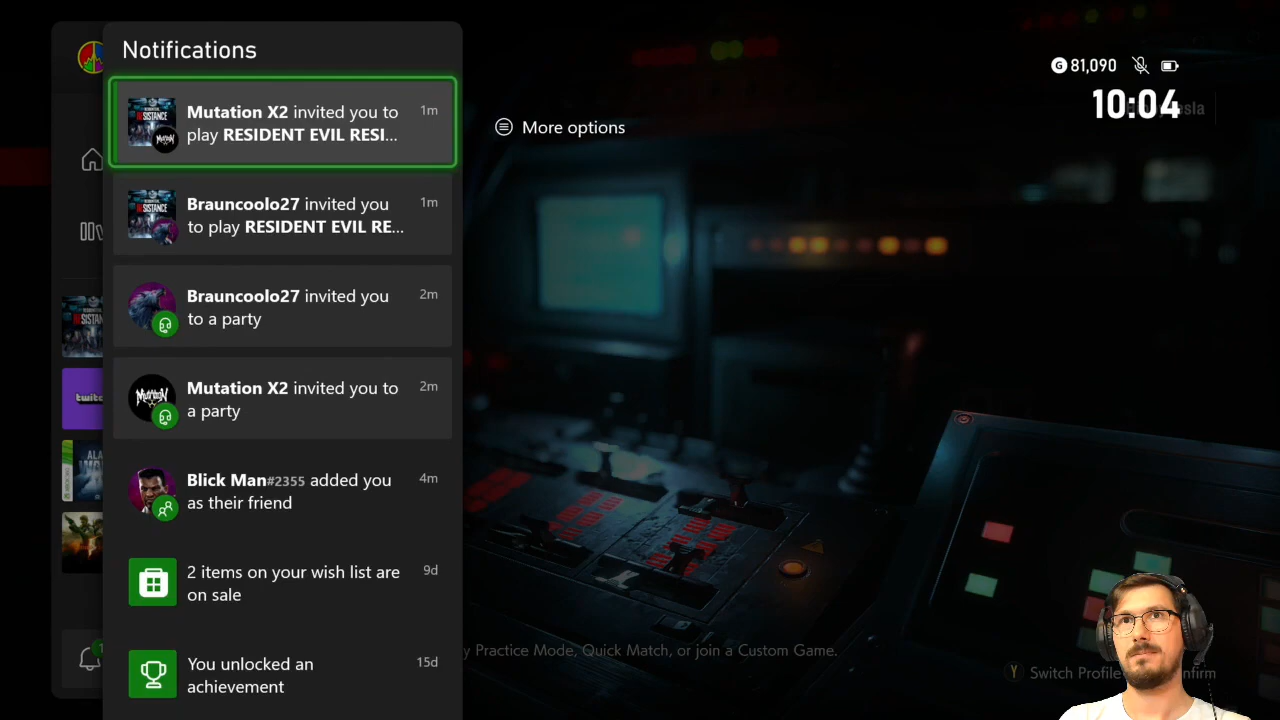 Notifications
Mutation X2 invited you to
play RESIDENT EVIL RESI...
1m
Brauncoolo27 invited you
to play RESIDENT EVIL RE...
1m
Brauncoolo27 invited you
to a party
2m
Mutation X2 invited you to
a party
2m
Blick Man#2355 added you
as their friend
4m
2 items on your wish list are
on sale
9d
You unlocked an
achievement
15d
More options
G 81,090
10:04
Practice Mode, Quick Match, or join a Custom Game.
Y Switch Profile